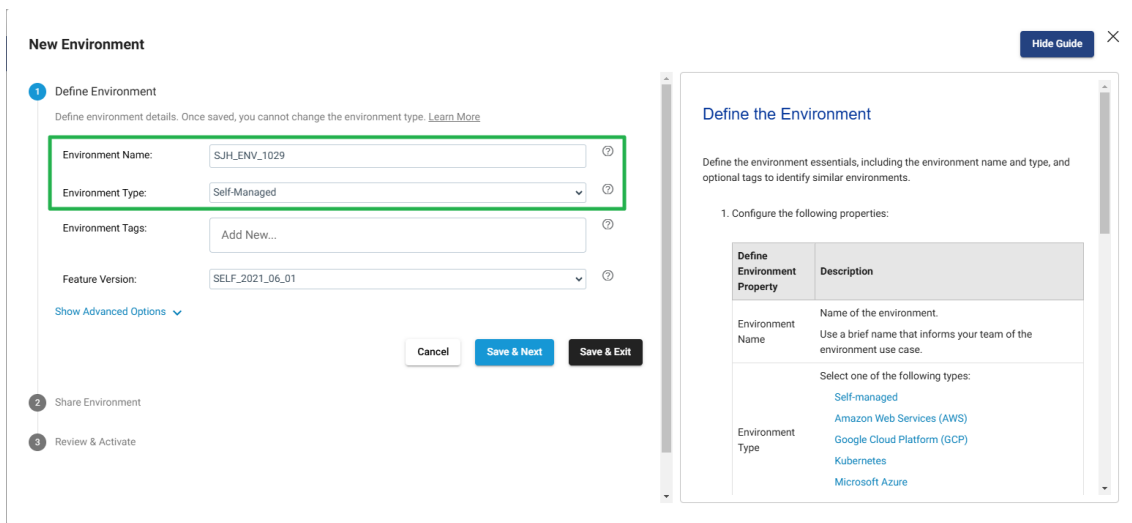 New Environment
Hide Guide
1 Define Environment
Define environment details. Once saved, you cannot change the environment type. Learn More
Environment Name: SJH_ENV_1029
Environment Type: Self-Managed
Environment Tags: Add New...
Feature Version: SELF_2021_06_01
Show Advanced Options
Cancel Save & Next Save & Exit
2 Share Environment
3 Review & Activate
Define the Environment
Define the environment essentials, including the environment name and type, and
optional tags to identify similar environments.
1. Configure the following properties:
Define
Environment
Property
Description
Environment
Name
Name of the environment.
Use a brief name that informs your team of the
environment use case.
Environment
Type
Select one of the following types:
Self-managed
Amazon Web Services (AWS)
Google Cloud Platform (GCP)
Kubernetes
Microsoft Azure